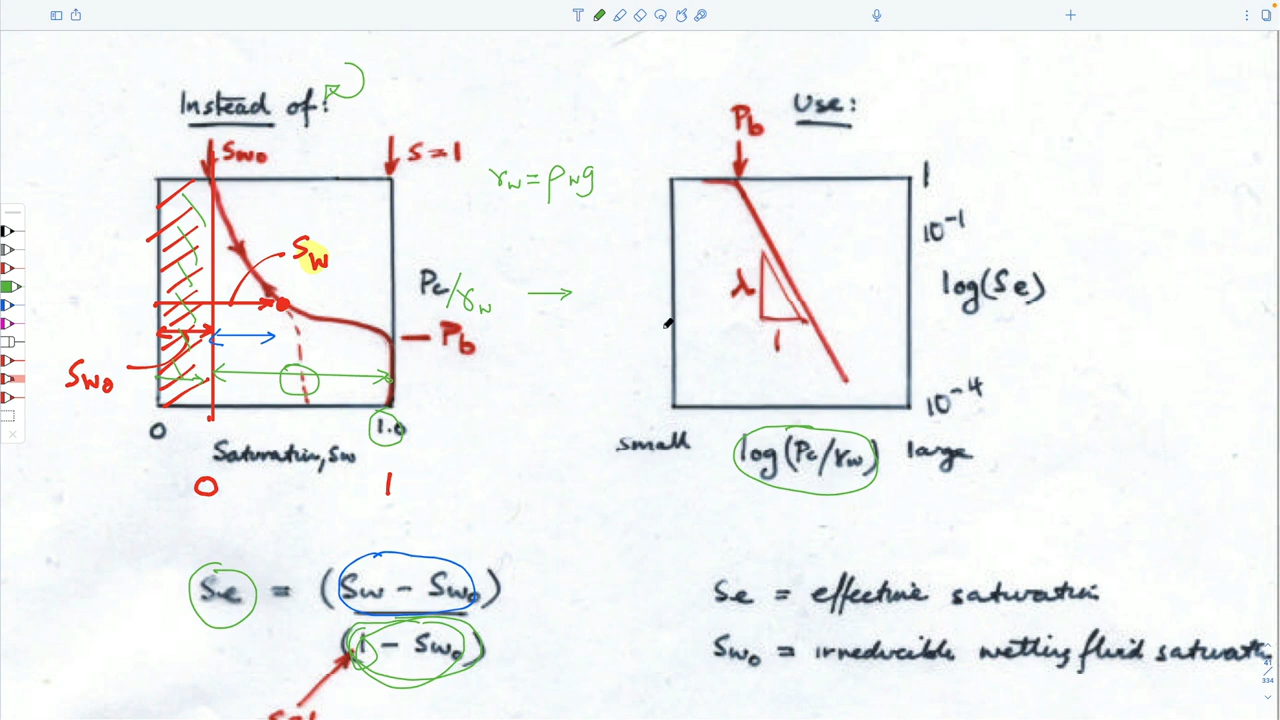 Instead of:
Use:
Swo
S=1
Pb
γw = ρwg
1
10⁻¹
Sw
Pc/γw
log(Se)
λ
Pb
1
Swo
10⁻⁴
0
1.0
Saturation, Sw
small
log(Pc/γw)
large
0
1
Se = (Sw - Swo)
(1 - Swo)
Se = effective saturation
Swo = irreducible wetting fluid saturation
41
334